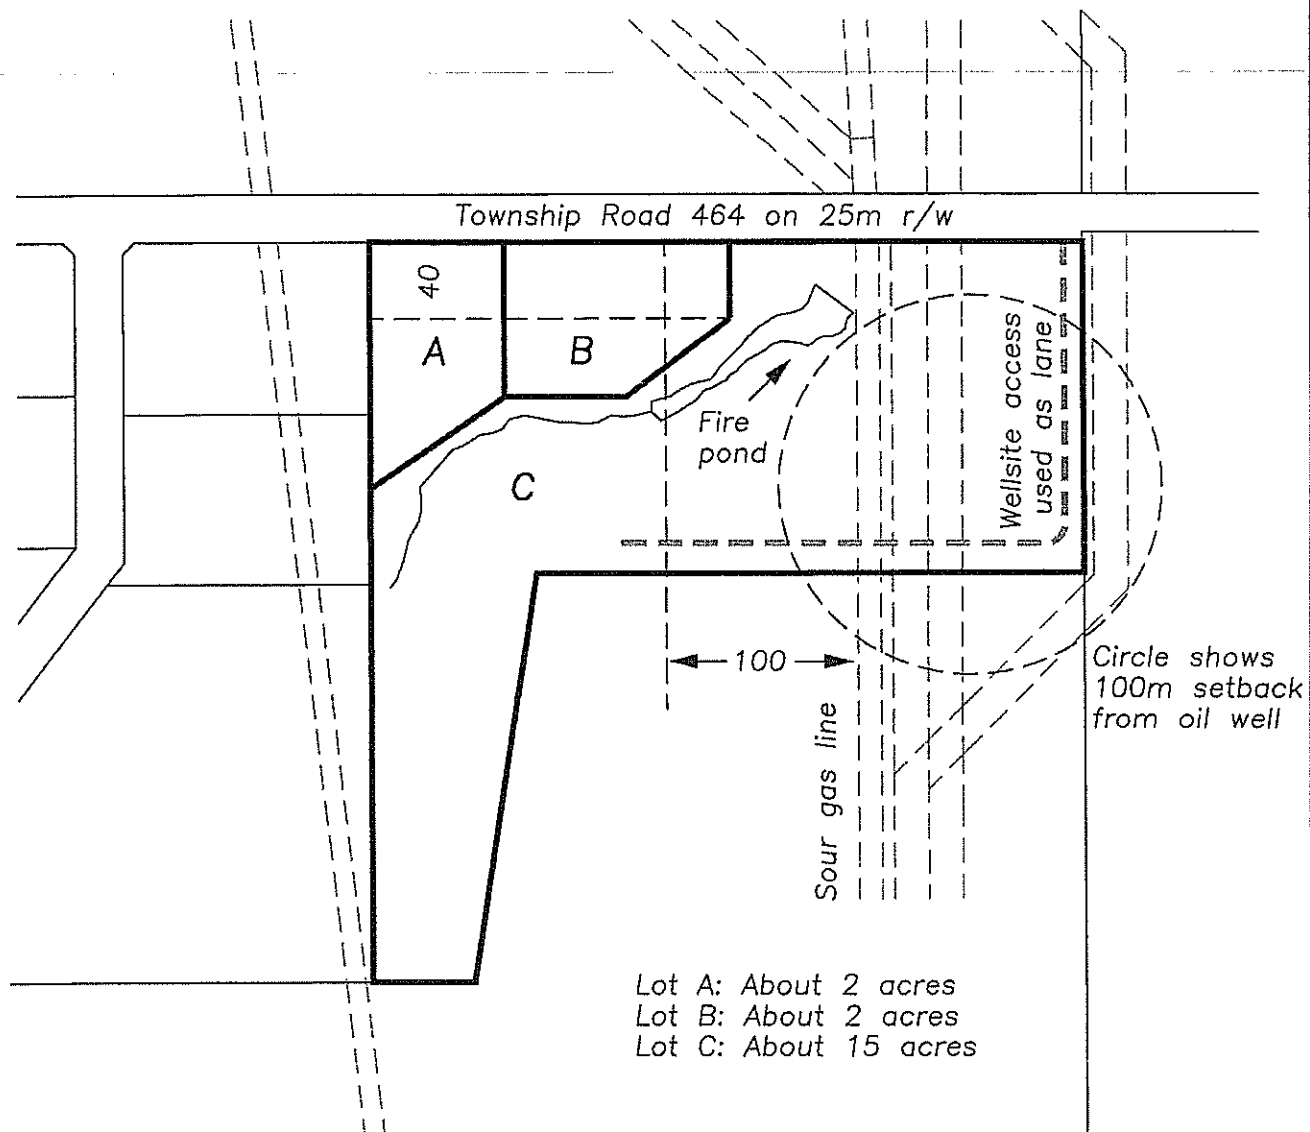 Township Road 464 on 25m r/w
40
A
B
C
Fire
pond
Wellsite access
used as lane
100
Circle shows
100m setback
from oil well
Sour gas line
Lot A: About 2 acres
Lot B: About 2 acres
Lot C: About 15 acres